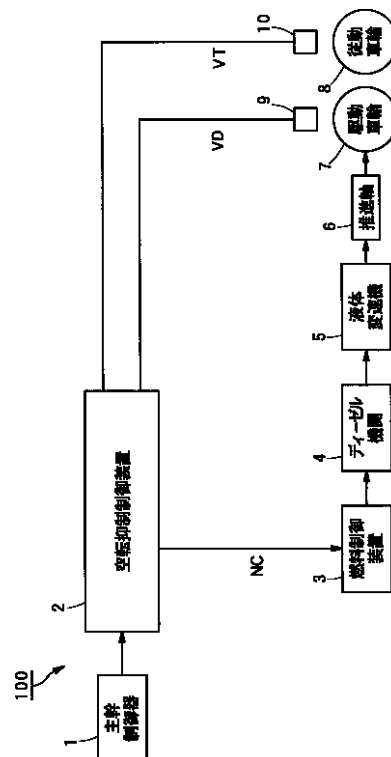 100
1
主幹
制御器
2
空転抑制制御装置
VT
VD
NC
10
9
3
燃料制御
装置
4
ディーゼル
機関
5
液体
変速機
6
推進軸
7
駆動
車輪
8
従動
車輪